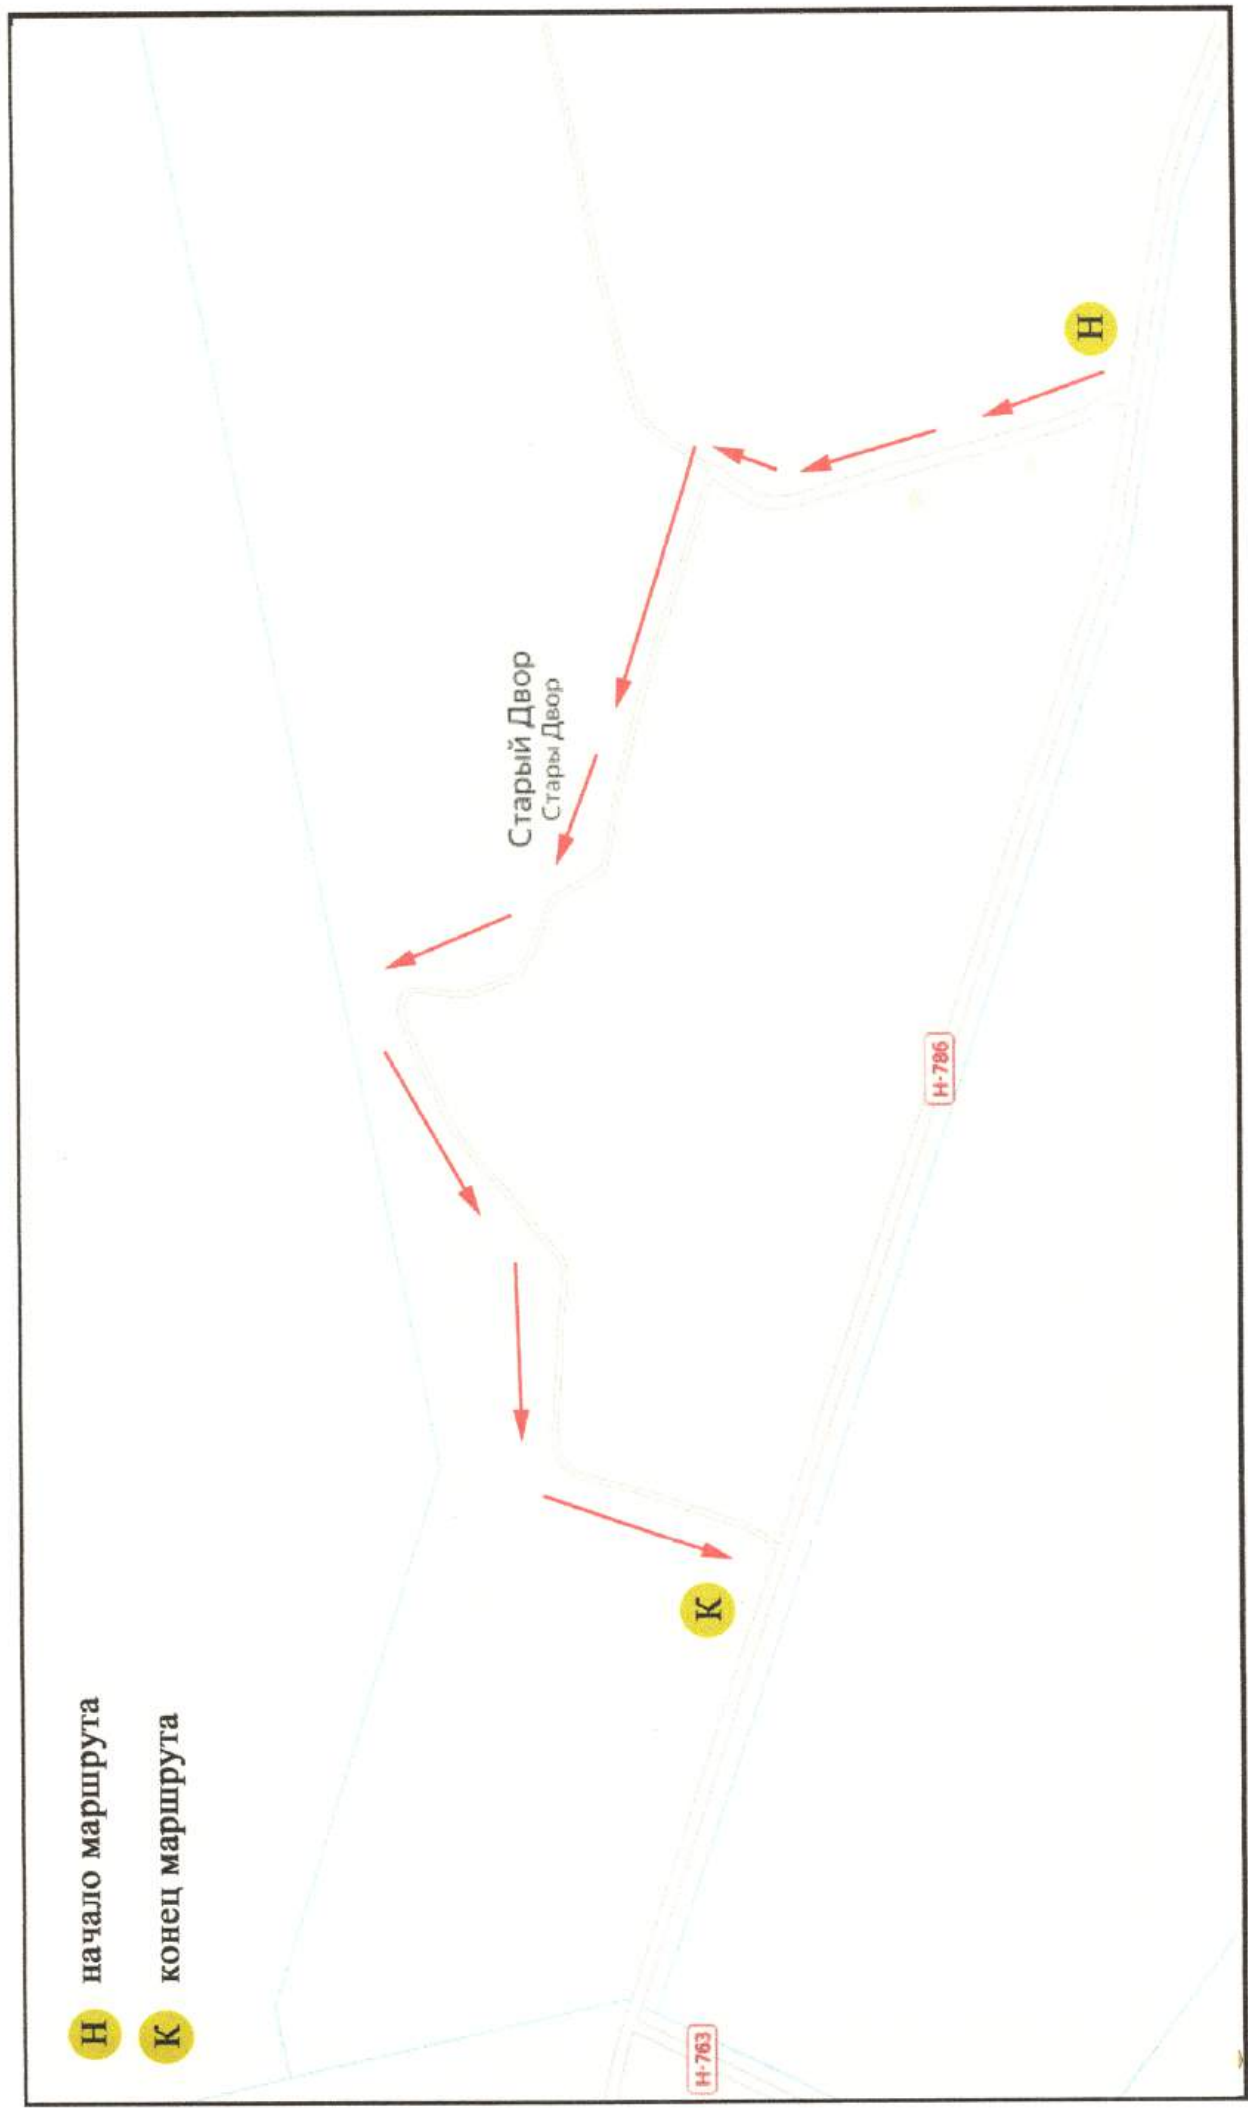 Н начало маршрута
К конец маршрута
Старый Двор
Стары Двор
Н
К
Н-786
Н-763